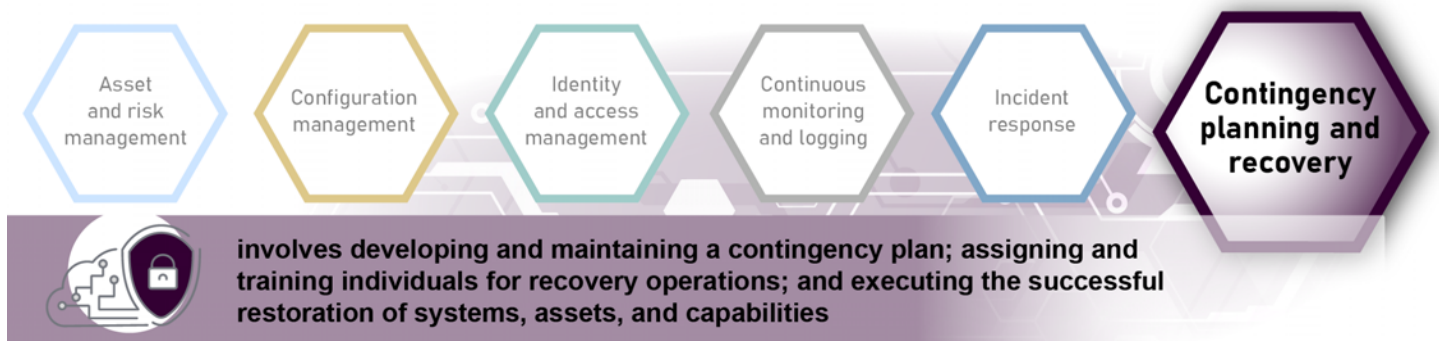 Asset
and risk
management
Configuration
management
Identity
and access
management
Continuous
monitoring
and logging
Incident
response
Contingency
planning and
recovery
involves developing and maintaining a contingency plan; assigning and
training individuals for recovery operations; and executing the successful
restoration of systems, assets, and capabilities